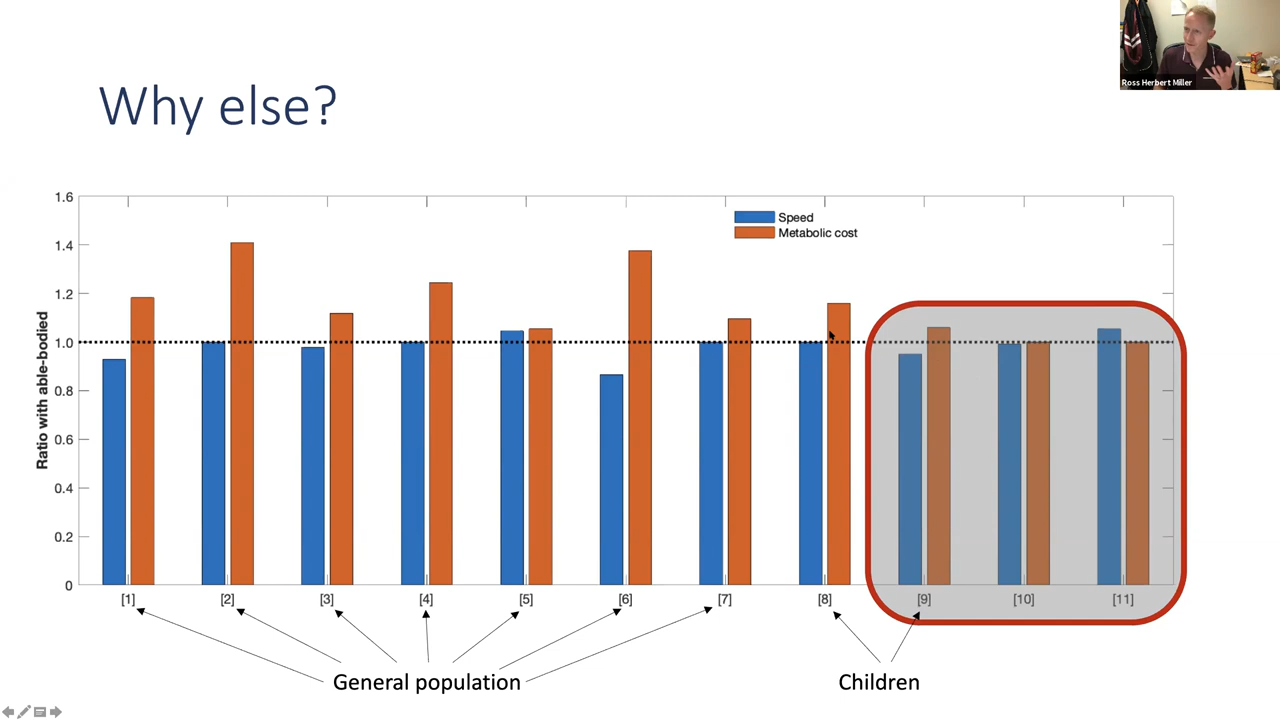 Ross Herbert Miller
Why else?
1.6
1.4
1.2
1.0
0.8
0.6
0.4
0.2
0
Ratio with able-bodied
Speed
Metabolic cost
[1] [2] [3] [4] [5] [6] [7] [8] [9] [10] [11]
General population
Children